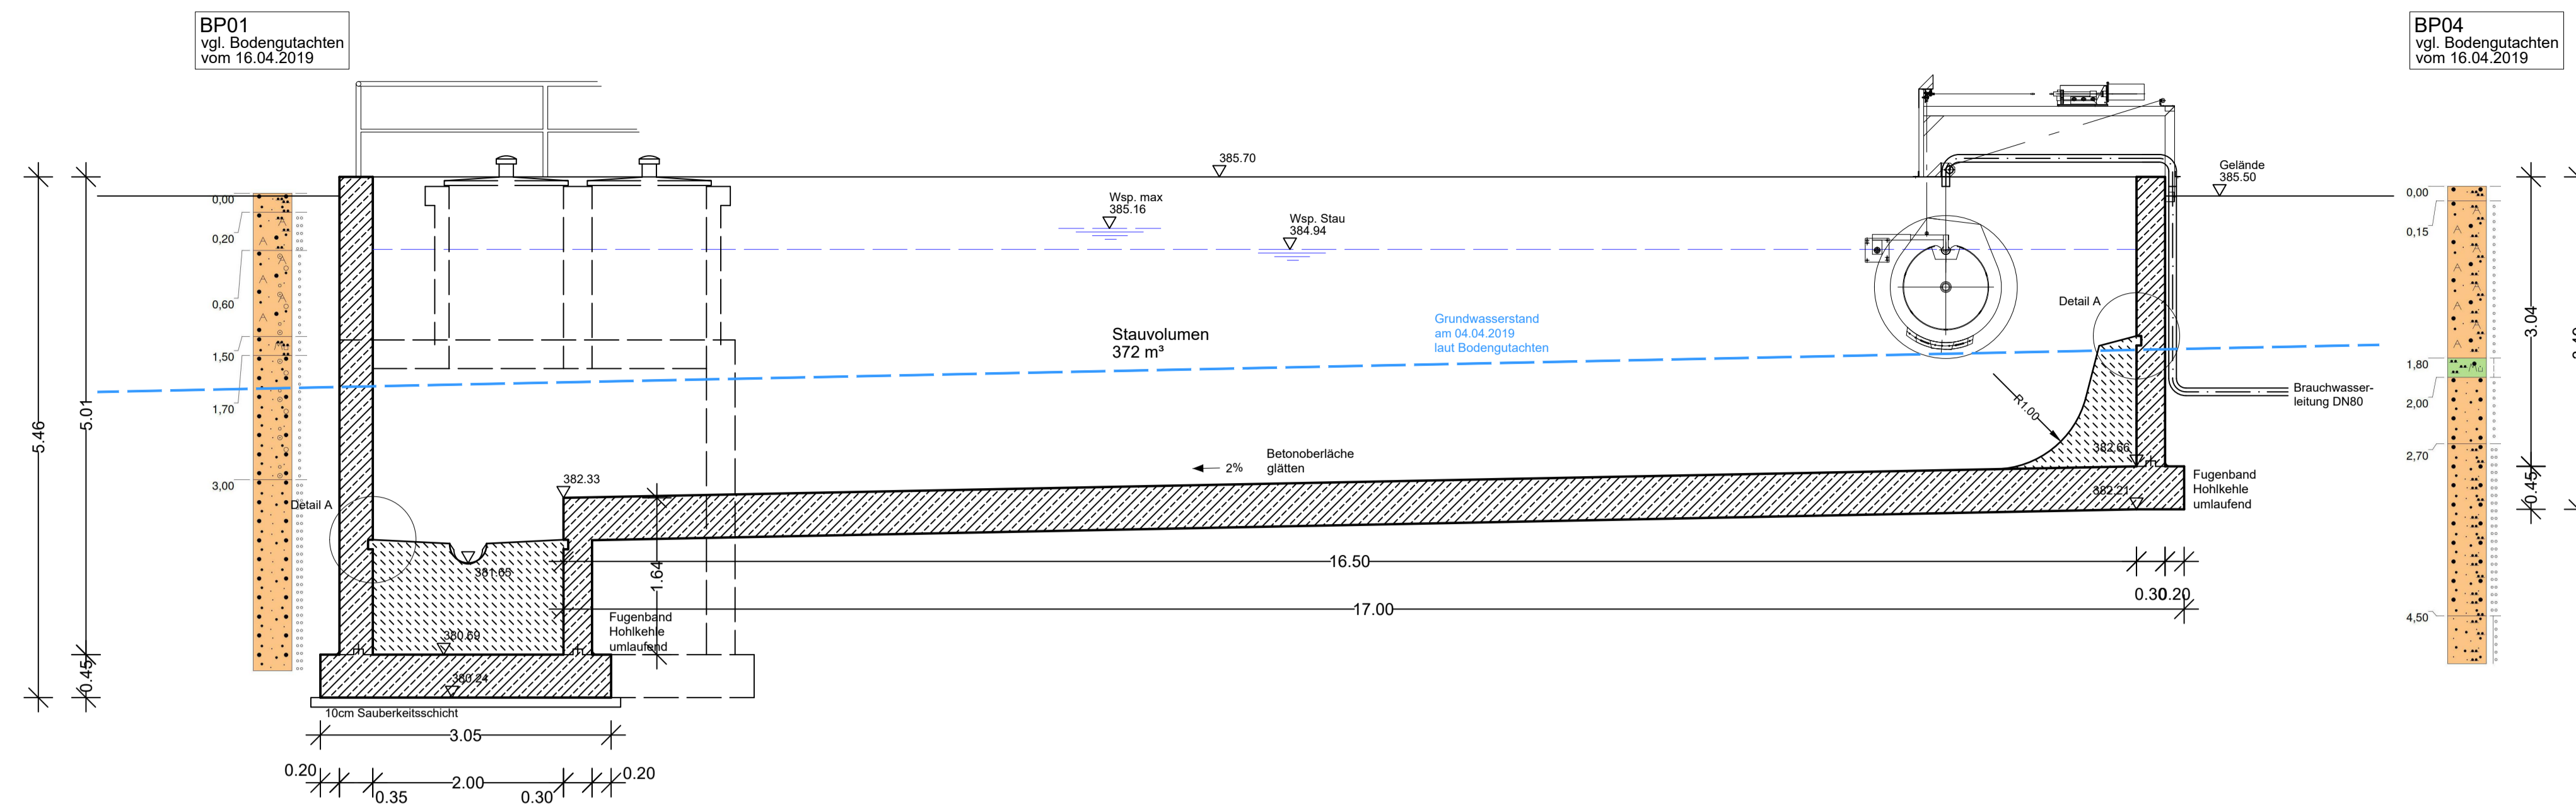 BP01
vgl. Bodengutachten
vom 16.04.2019
BP04
vgl. Bodengutachten
vom 16.04.2019
385.70
Gelände
385.50
Wsp. max
385.16
Wsp. Stau
384.94
0,00
0,20
0,60
1,50
1,70
3,00
0,00
0,15
1,80
2,00
2,70
4,50
5.46
5.01
0.45
3.04
0.45
Detail A
Grundwasserstand
am 04.04.2019
laut Bodengutachten
Stauvolumen
372 m³
R1.00
Brauchwasser-
leitung DN80
Betonoberläche
glätten
2%
382.33
382.66
382.21
Fugenband
Hohlkehle
umlaufend
Detail A
381.65
1.64
16.50
0.30
0.20
17.00
Fugenband
Hohlkehle
umlaufend
380.69
380.24
10cm Sauberkeitsschicht
3.05
0.20
0.35
2.00
0.30
0.20